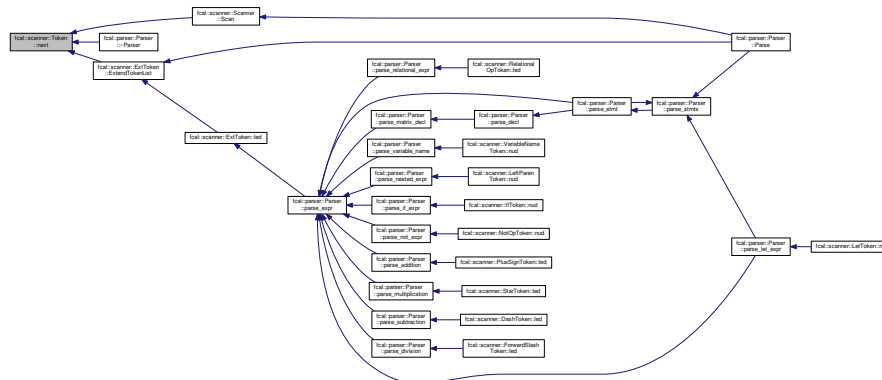 fcal::scanner::Token
::next
fcal::scanner::Scanner
::Scan
fcal::parser::Parser
::~Parser
fcal::scanner::ExtToken
::ExtendTokenList
fcal::scanner::ExtToken::led
fcal::parser::Parser
::parse_expr
fcal::parser::Parser
::parse_relational_expr
fcal::scanner::Relational
OpToken::led
fcal::parser::Parser
::parse_matrix_decl
fcal::parser::Parser
::parse_decl
fcal::parser::Parser
::parse_variable_name
fcal::scanner::VariableName
Token::nud
fcal::parser::Parser
::parse_nested_expr
fcal::scanner::LeftParen
Token::nud
fcal::parser::Parser
::parse_if_expr
fcal::scanner::IfToken::nud
fcal::parser::Parser
::parse_not_expr
fcal::scanner::NotOpToken::nud
fcal::parser::Parser
::parse_addition
fcal::scanner::PlusSignToken::led
fcal::parser::Parser
::parse_multiplication
fcal::scanner::StarToken::led
fcal::parser::Parser
::parse_subtraction
fcal::scanner::DashToken::led
fcal::parser::Parser
::parse_division
fcal::scanner::ForwardSlash
Token::led
fcal::parser::Parser
::parse_stmt
fcal::parser::Parser
::parse_stmts
fcal::parser::Parser
::Parse
fcal::parser::Parser
::parse_let_expr
fcal::scanner::LetToken::n